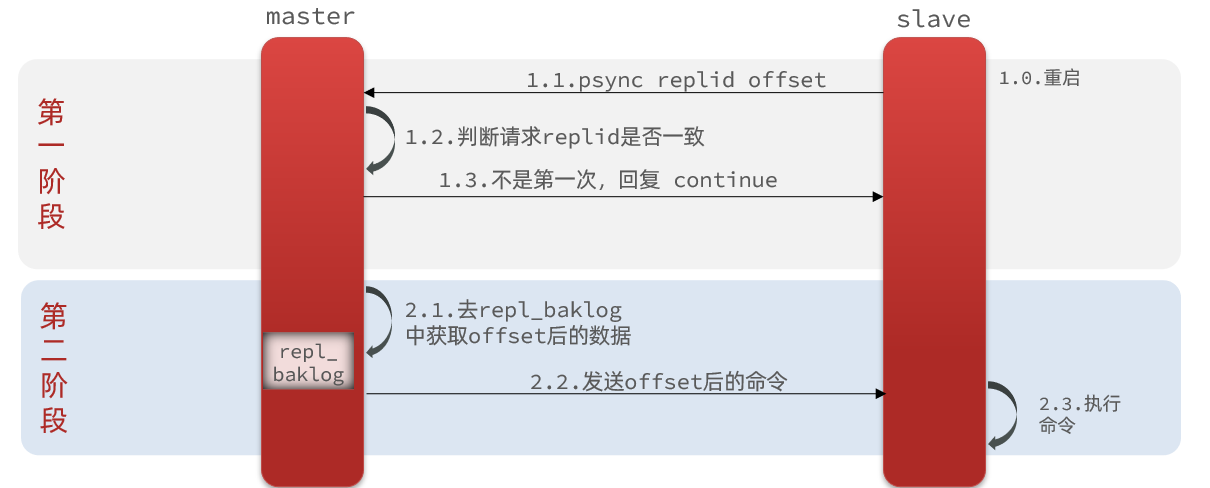 master
slave
第一阶段
1.0.重启
1.1.psync replid offset
1.2.判断请求replid是否一致
1.3.不是第一次，回复 continue
第二阶段
2.1.去repl_baklog
中获取offset后的数据
repl_
baklog
2.2.发送offset后的命令
2.3.执行
命令